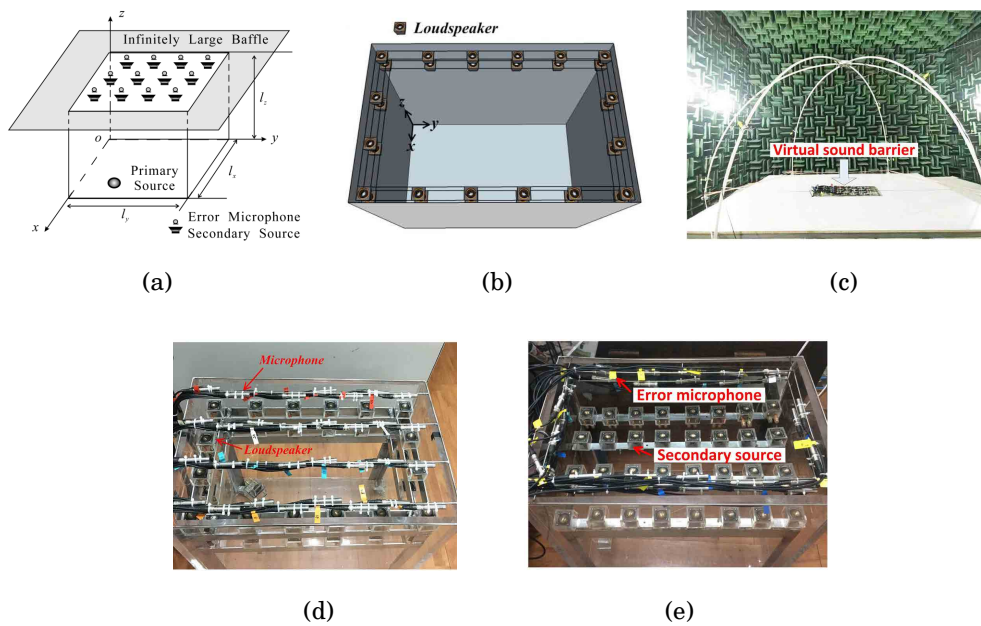 z
Infinitely Large Baffle
l_z
o
y
Primary
Source
l_x
l_y
x
Error Microphone
Secondary Source
(a)
Loudspeaker
z
y
x
(b)
Virtual sound barrier
(c)
Microphone
Loudspeaker
(d)
Error microphone
Secondary source
(e)